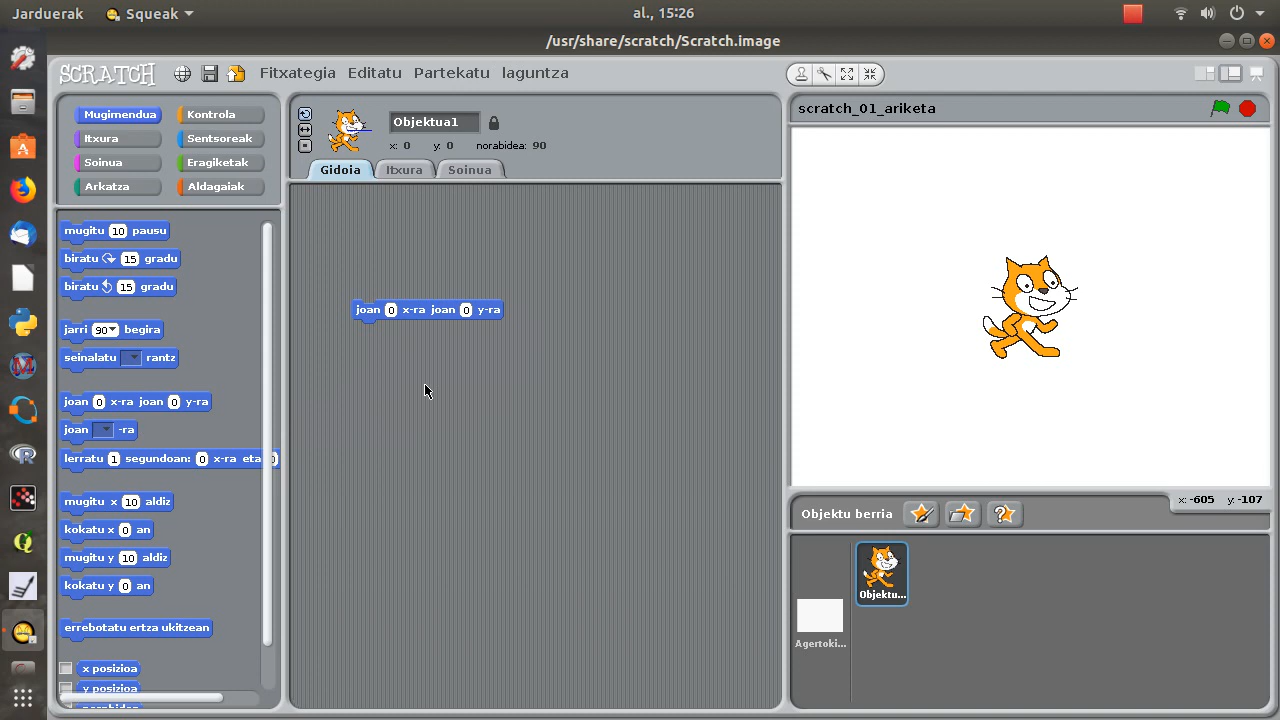 Jarduerak
Squeak
al., 15:26
/usr/share/scratch/Scratch.image
SCRATCH
Fitxategia
Editatu
Partekatu
laguntza
Mugimendua
Kontrola
Itxura
Sentsoreak
Soinua
Eragiketak
Arkatza
Aldagaiak
mugitu 10 pausu
biratu 15 gradu
biratu 15 gradu
jarri 90 begira
seinalatu rantz
joan 0 x-ra joan 0 y-ra
joan -ra
lerratu 1 segundoan: 0 x-ra eta 0
mugitu x 10 aldiz
kokatu x 0 an
mugitu y 10 aldiz
kokatu y 0 an
errebotatu ertza ukitzean
x posizioa
y posizioa
Objektua1
x: 0 y: 0 norabidea: 90
Gidoia
Itxura
Soinua
joan 0 x-ra joan 0 y-ra
scratch_01_ariketa
x: -605 y: -107
Objektu berria
Objektu...
Agertoki...